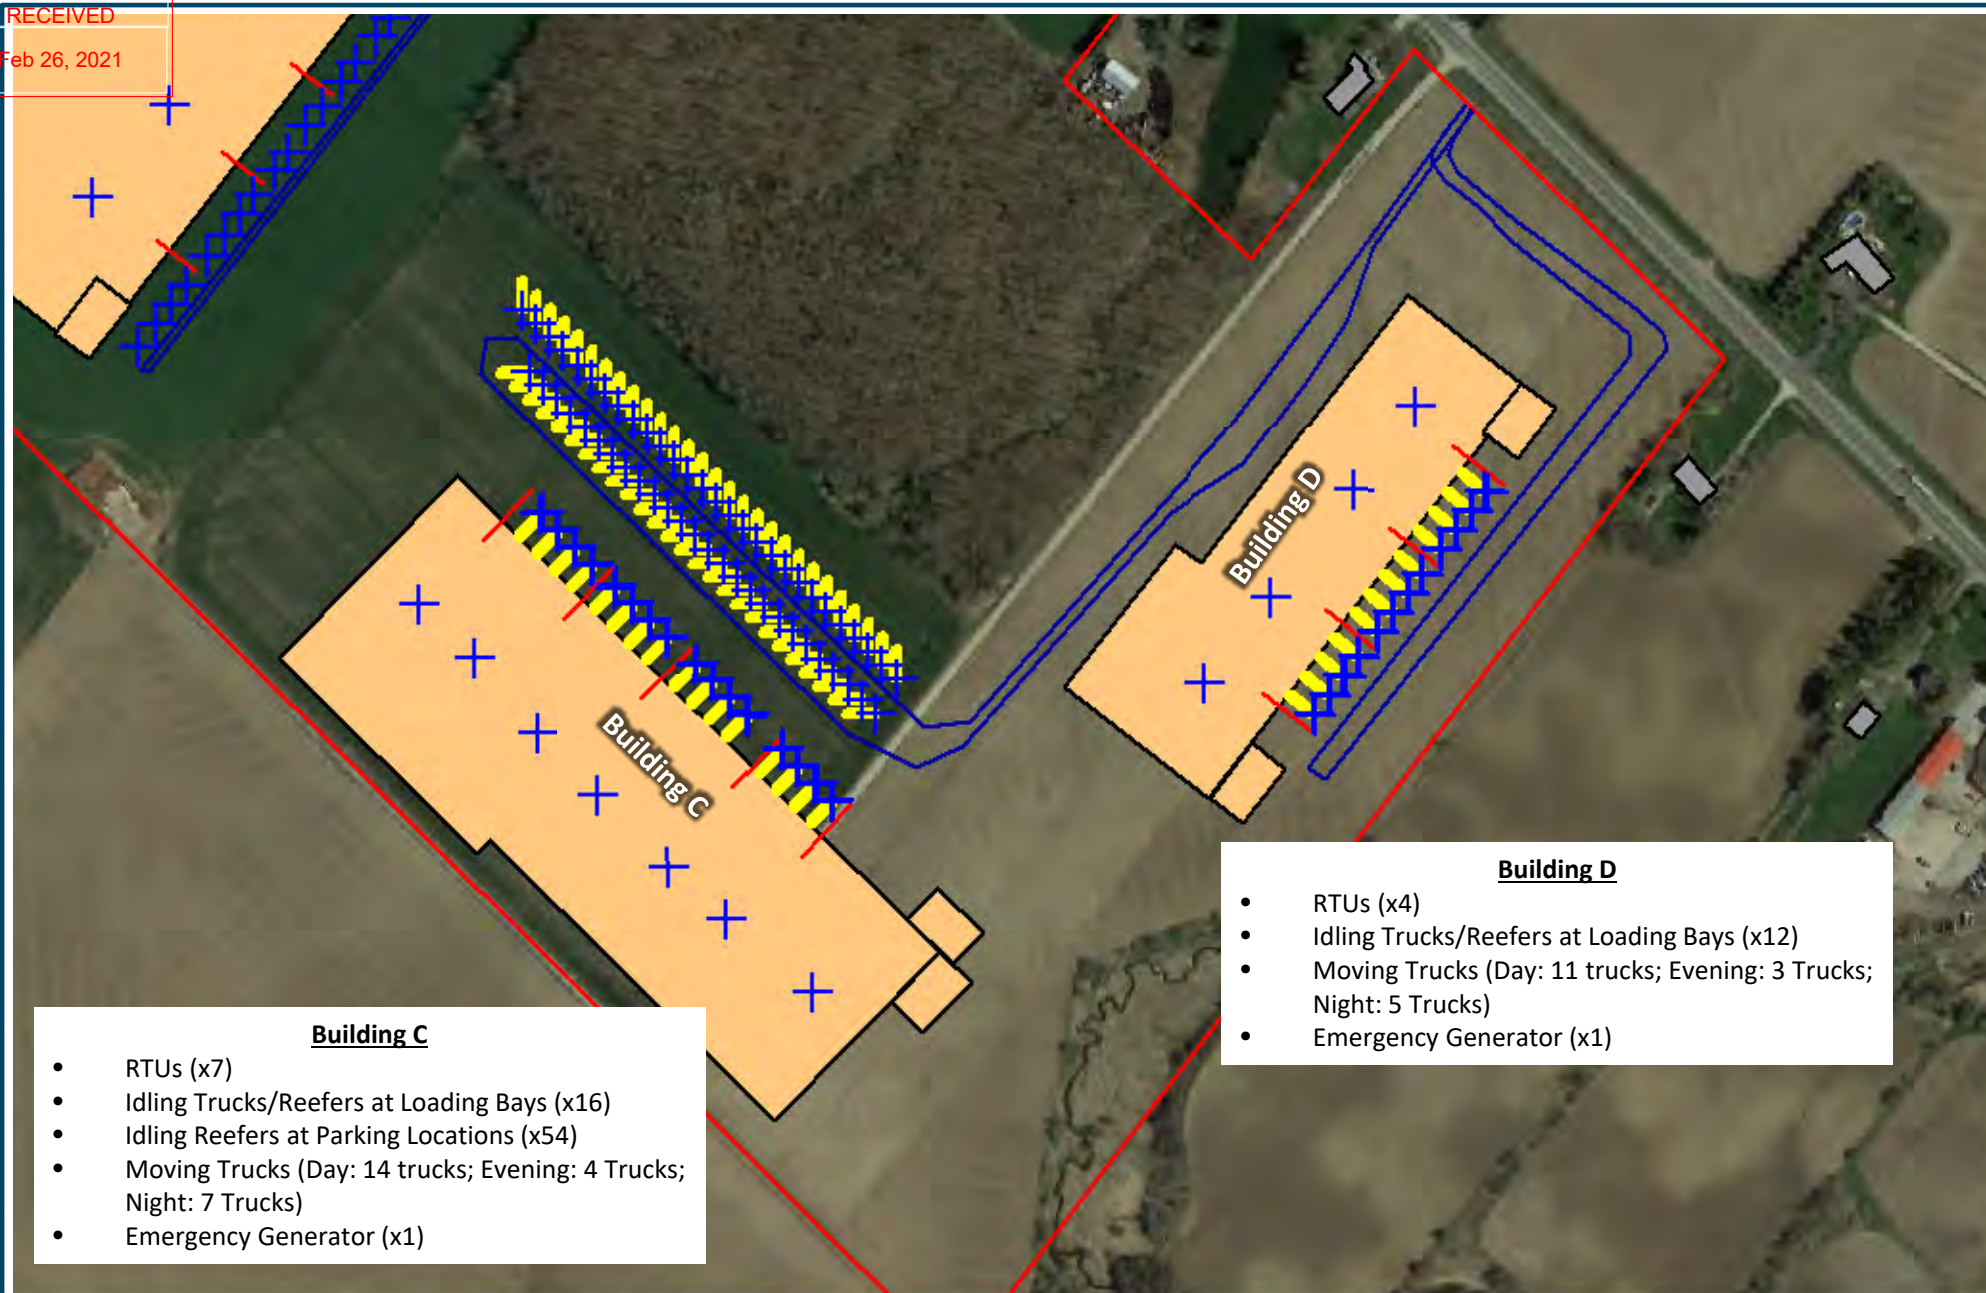 RECEIVED
Feb 26, 2021
Building D
Building C
Building D
• RTUs (x4)
• Idling Trucks/Reefers at Loading Bays (x12)
• Moving Trucks (Day: 11 trucks; Evening: 3 Trucks;
Night: 5 Trucks)
• Emergency Generator (x1)
Building C
• RTUs (x7)
• Idling Trucks/Reefers at Loading Bays (x16)
• Idling Reefers at Parking Locations (x54)
• Moving Trucks (Day: 14 trucks; Evening: 4 Trucks;
Night: 7 Trucks)
• Emergency Generator (x1)